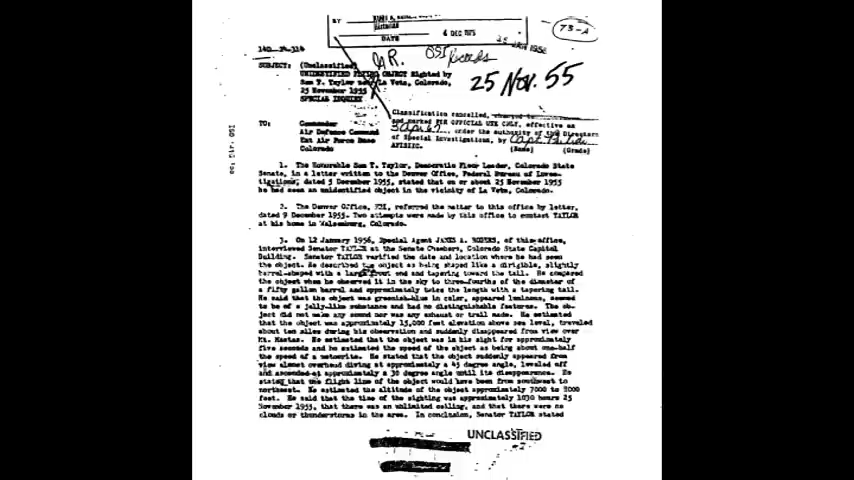 BY
DATE 4 DEC 1975
73-A
25 JAN 1956
OSI Records
25 Nov. 55
SUBJECT: (Unclassified)
UNIDENTIFIED FLYING OBJECT Sighted by
Sam T. Taylor near La Veta, Colorado,
25 November 1955
SPECIAL INQUIRY
Classification cancelled,
and marked FOR OFFICIAL USE ONLY, effective as
3 Apr 67, order the authority of the Directors
of Special Investigations, by Capt.
AFISISC. (Name) (Grade)
TO: Commander
Air Defense Command
Ent Air Force Base
Colorado
cc; Dir. OSI
1. The Honorable Sam T. Taylor, Democratic Floor Leader, Colorado State
Senate, in a letter written to the Denver Office, Federal Bureau of Inves-
tigations, dated 5 December 1955, stated that on or about 25 November 1955
he had seen an unidentified object in the vicinity of La Veta, Colorado.
2. The Denver Office, FBI, referred the matter to this office by letter,
dated 9 December 1955. Two attempts were made by this office to contact TAYLOR
at his home in Walsenburg, Colorado.
3. On 12 January 1956, Special Agent JAMES A. ROGERS, of this office,
interviewed Senator TAYLOR at the Senate Chambers, Colorado State Capitol
Building. Senator TAYLOR verified the date and location where he had seen
the object. He described the object as being shaped like a dirigible, slightly
barrel-shaped with a large front end and tapering toward the tail. He compared
the object when he observed it in the sky to three-fourths of the diameter of
a fifty gallon barrel and approximately twice the length with a tapering tail.
He said that the object was greenish-blue in color, appeared luminous, seemed
to be of a jelly-like substance and had no distinguishable features. The ob-
ject did not make any sound nor was any exhaust or trail made. He estimated
that the object was approximately 15,000 feet elevation above sea level, traveled
about ten miles during his observation and suddenly disappeared from view over
Mt. Mestas. He estimated that the object was in his sight for approximately
five seconds and he estimated the speed of the object as being about one-half
the speed of a meteorite. He stated that the object suddenly appeared from
view almost overhead diving at approximately a 45 degree angle, leveled off
and ascended at approximately a 30 degree angle until its disappearance. He
stated that the flight line of the object would have been from southwest to
northwest. He estimated the altitude of the object approximately 7000 to 8000
feet. He said that the time of the sighting was approximately 1030 hours 25
November 1955, that there was an unlimited ceiling, and that there were no
clouds or thunderstorms in the area. In conclusion, Senator TAYLOR stated
UNCLASSIFIED